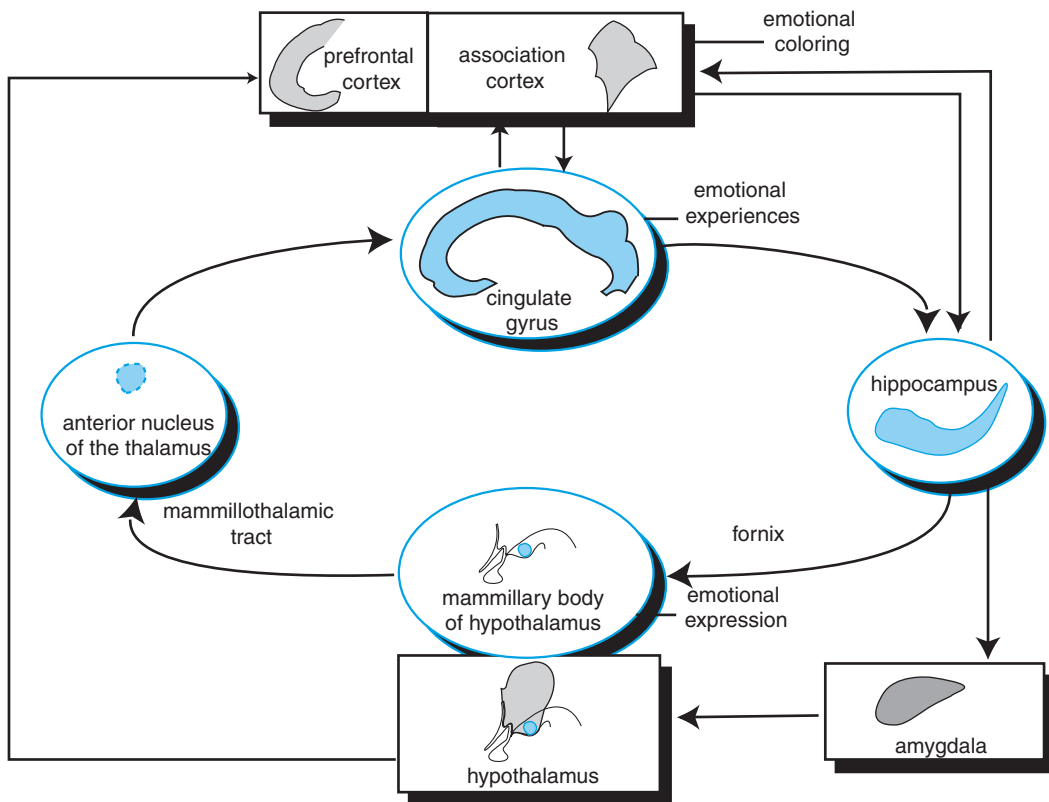 emotional
coloring
prefrontal
cortex
association
cortex
emotional
experiences
cingulate
gyrus
hippocampus
anterior nucleus
of the thalamus
mammillothalamic
tract
fornix
mammillary body
of hypothalamus
emotional
expression
hypothalamus
amygdala